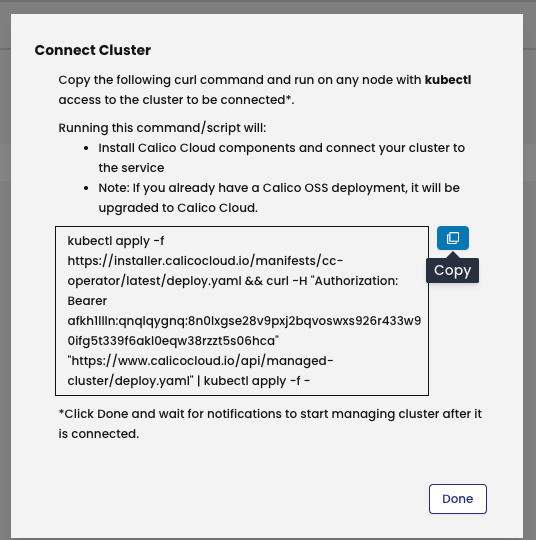 Connect Cluster
Copy the following curl command and run on any node with kubectl
access to the cluster to be connected*.
Running this command/script will:
• Install Calico Cloud components and connect your cluster to
the service
• Note: If you already have a Calico OSS deployment, it will be
upgraded to Calico Cloud.
kubectl apply -f
https://installer.calicocloud.io/manifests/cc-
operator/latest/deploy.yaml && curl -H "Authorization:
Bearer
"https://www.calicocloud.io/api/managed-
cluster/deploy.yaml" | kubectl apply -f -
Copy
*Click Done and wait for notifications to start managing cluster after it
is connected.
Done